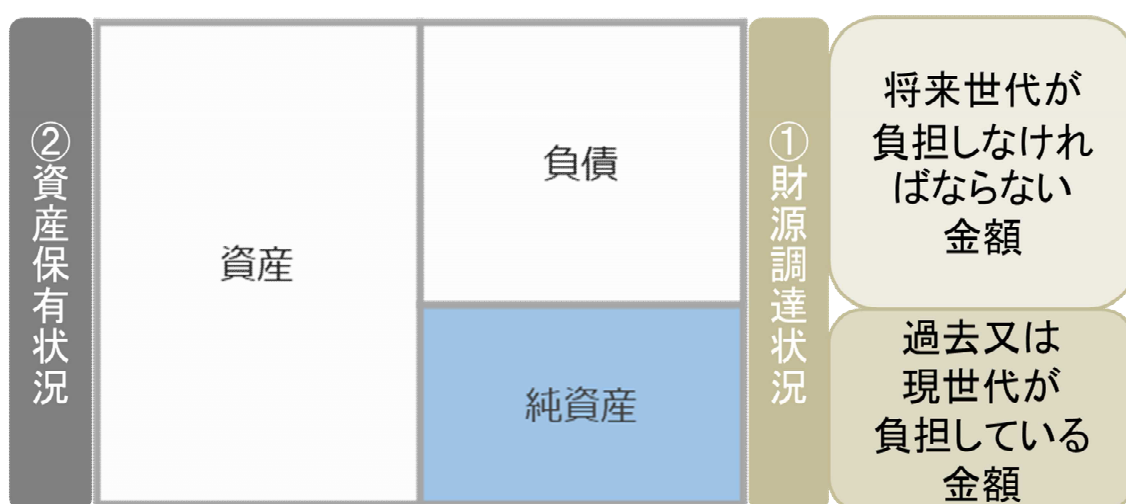 ②資産保有状況
資産
負債
純資産
①財源調達状況
将来世代が
負担しなけれ
ばならない
金額
過去又は
現世代が
負担している
金額